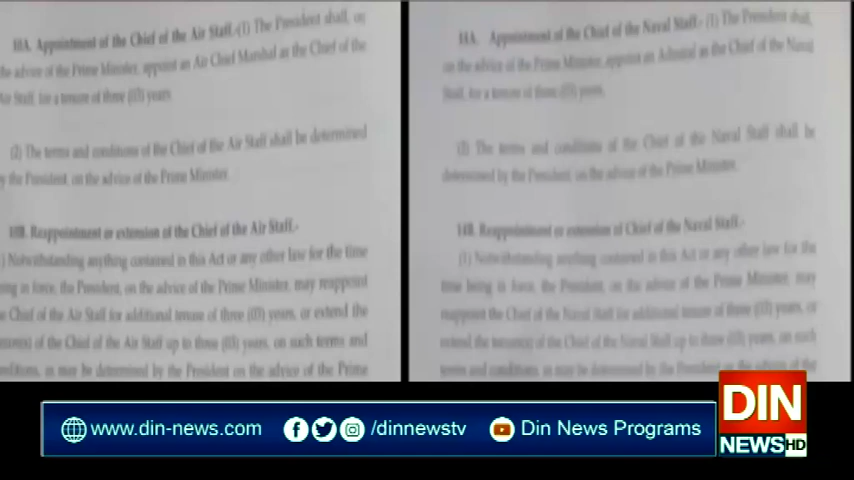 10A. Appointment of the Chief of the Air Staff.-(1) The President shall, on
the advice of the Prime Minister, appoint an Air Chief Marshal as the Chief of the
Air Staff, for a tenure of three (03) years.
(2) The terms and conditions of the Chief of the Air Staff shall be determined
by the President, on the advice of the Prime Minister.
10B. Reappointment or extension of the Chief of the Air Staff.-
) Notwithstanding anything contained in this Act or any other law for the time
being in force, the President, on the advice of the Prime Minister, may reappoint
the Chief of the Air Staff for additional tenure of three (03) years, or extend the
tenure(s) of the Chief of the Air Staff up to three (03) years, on such terms and
conditions, as may be determined by the President on the advice of the Prime
14A. Appointment of the Chief of the Naval Staff.- (1) The President shall,
on the advice of the Prime Minister, appoint an Admiral as the Chief of the Naval
Staff, for a tenure of three (03) years.
(2) The terms and conditions of the Chief of the Naval Staff shall be
determined by the President, on the advice of the Prime Minister.
14B. Reappointment or extension of Chief of the Naval Staff.-
(1) Notwithstanding anything contained in this Act or any other law for the
time being in force, the President, on the advice of the Prime Minister, may
reappoint the Chief of the Naval Staff for additional tenure of three (03) years, or
extend the tenure(s) of the Chief of the Naval Staff up to three (03) years, on such
terms and conditions, as may be determined by the President on the advice of the
www.din-news.com
/dinnewstv
Din News Programs
DIN
NEWS HD